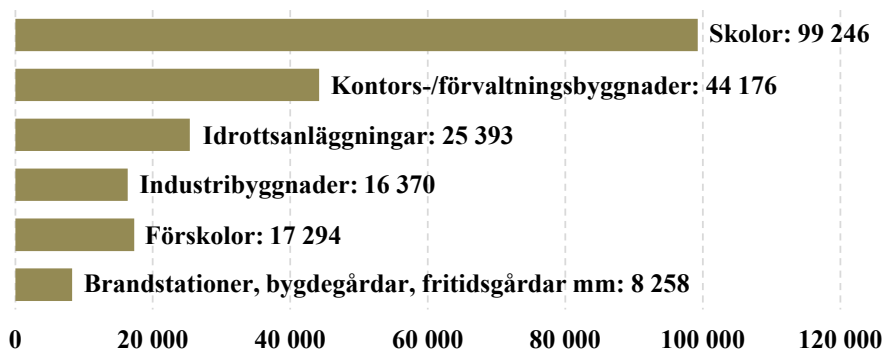 Skolor: 99 246
Kontors-/förvaltningsbyggnader: 44 176
Idrottsanläggningar: 25 393
Industribyggnader: 16 370
Förskolor: 17 294
Brandstationer, bygdegårdar, fritidsgårdar mm: 8 258
0 20 000 40 000 60 000 80 000 100 000 120 000